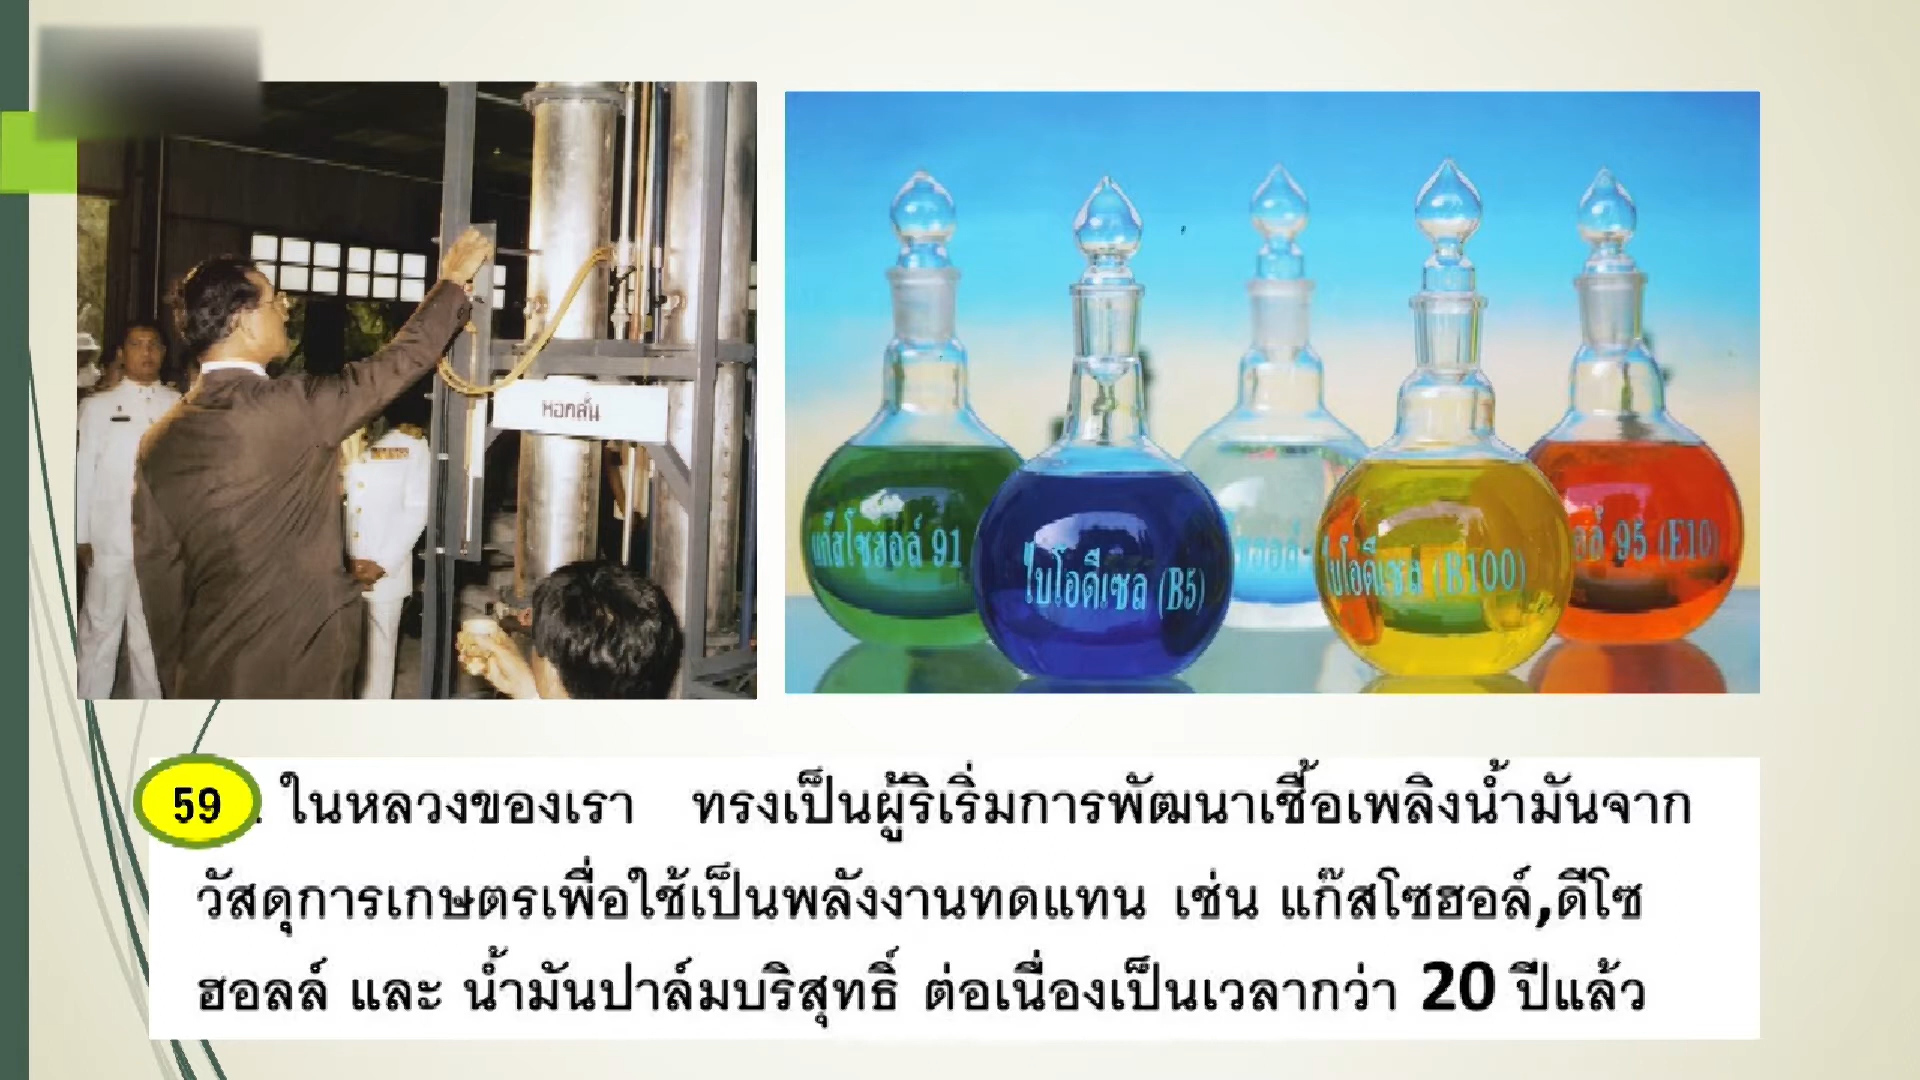 หอกลั่น
แก๊สโซฮอล์ 91
ไบโอดีเซล (B5)
ไบโอดีเซล (B100)
95 (E10)
59
ในหลวงของเรา ทรงเป็นผู้ริเริ่มการพัฒนาเชื้อเพลิงน้ำมันจาก
วัสดุการเกษตรเพื่อใช้เป็นพลังงานทดแทน เช่น แก๊สโซฮอล์,ดีโซ
ฮอลล์ และ น้ำมันปาล์มบริสุทธิ์ ต่อเนื่องเป็นเวลากว่า 20 ปีแล้ว